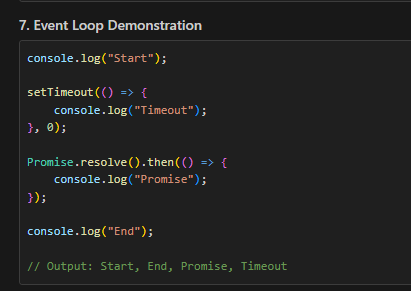 7. Event Loop Demonstration
console.log("Start");
setTimeout(() => {
    console.log("Timeout");
}, 0);
Promise.resolve().then(() => {
    console.log("Promise");
});
console.log("End");
// Output: Start, End, Promise, Timeout